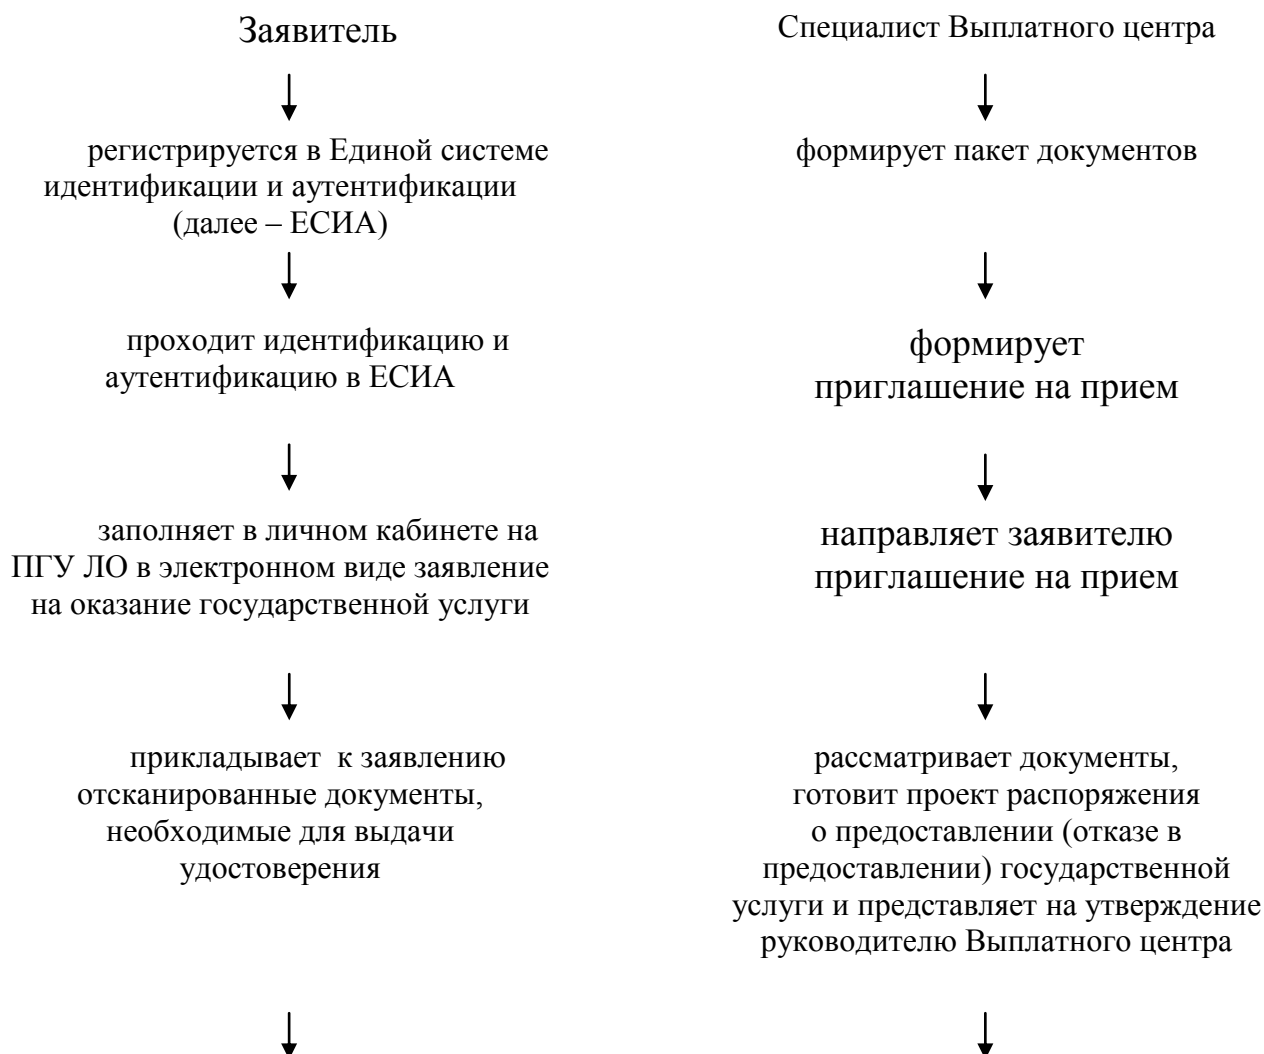 Заявитель
регистрируется в Единой системе
идентификации и аутентификации
(далее – ЕСИА)
проходит идентификацию и
аутентификацию в ЕСИА
заполняет в личном кабинете на
ПГУ ЛО в электронном виде заявление
на оказание государственной услуги
прикладывает к заявлению
отсканированные документы,
необходимые для выдачи
удостоверения
Специалист Выплатного центра
формирует пакет документов
формирует
приглашение на прием
направляет заявителю
приглашение на прием
рассматривает документы,
готовит проект распоряжения
о предоставлении (отказе в
предоставлении) государственной
услуги и представляет на утверждение
руководителю Выплатного центра